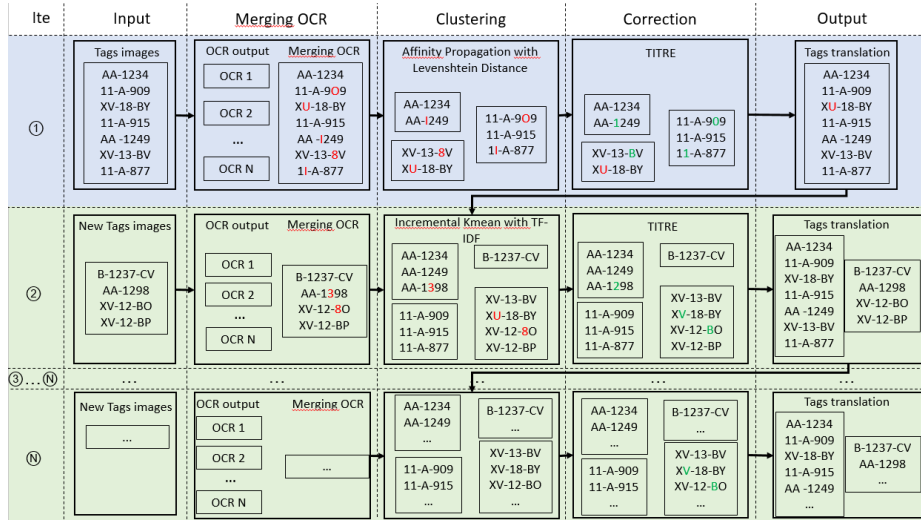 Ite
Input
Merging OCR
Clustering
Correction
Output
①
Tags images
AA-1234
11-A-909
XV-18-BY
11-A-915
AA -1249
XV-13-BV
11-A-877
OCR output
OCR 1
OCR 2
...
OCR N
Merging OCR
AA-1234
11-A-9O9
XU-18-BY
11-A-915
AA -I249
XV-13-8V
1I-A-877
Affinity Propagation with
Levenshtein Distance
AA-1234
AA-I249
XV-13-8V
XU-18-BY
11-A-9O9
11-A-915
1I-A-877
TITRE
AA-1234
AA-1249
XV-13-BV
XU-18-BY
11-A-909
11-A-915
11-A-877
Tags translation
AA-1234
11-A-909
XU-18-BY
11-A-915
AA-1249
XV-13-BV
11-A-877
②
New Tags images
B-1237-CV
AA-1298
XV-12-BO
XV-12-BP
OCR output
OCR 1
OCR 2
...
OCR N
Merging OCR
B-1237-CV
AA-1398
XV-12-8O
XV-12-BP
Incremental Kmean with TF-
IDF
AA-1234
AA-1249
AA-1398
11-A-909
11-A-915
11-A-877
B-1237-CV
XV-13-BV
XU-18-BY
XV-12-8O
XV-12-BP
TITRE
AA-1234
AA-1249
AA-1298
11-A-909
11-A-915
11-A-877
B-1237-CV
XV-13-BV
XV-18-BY
XV-12-BO
XV-12-BP
Tags translation
AA-1234
11-A-909
XV-18-BY
11-A-915
AA -1249
XV-13-BV
11-A-877
B-1237-CV
AA-1298
XV-12-BO
XV-12-BP
③...Ⓝ
...
...
..
...
...
Ⓝ
New Tags images
...
OCR output
OCR 1
OCR 2
...
OCR N
Merging OCR
...
AA-1234
AA-1249
...
11-A-909
11-A-915
...
B-1237-CV
...
XV-13-BV
XV-18-BY
XV-12-BO
...
AA-1234
AA-1249
...
11-A-909
11-A-915
...
B-1237-CV
...
XV-13-BV
XV-18-BY
XV-12-BO
...
Tags translation
AA-1234
11-A-909
XV-18-BY
11-A-915
AA -1249
...
B-1237-CV
AA-1298
...